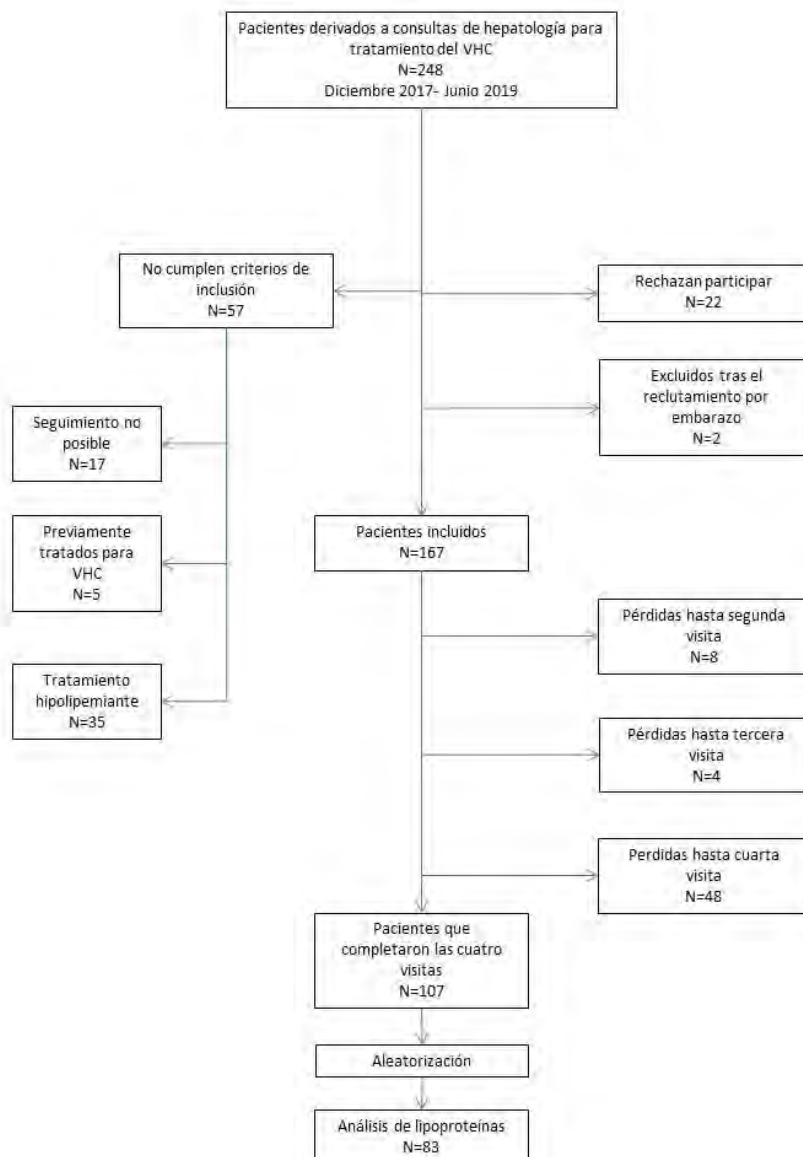 Pacientes derivados a consultas de hepatología para
tratamiento del VHC
N=248
Diciembre 2017- Junio 2019
No cumplen criterios de
inclusión
N=57
Rechazan participar
N=22
Excluidos tras el
reclutamiento por
embarazo
N=2
Seguimiento no
posible
N=17
Previamente
tratados para
VHC
N=5
Tratamiento
hipolipemiante
N=35
Pacientes incluidos
N=167
Pérdidas hasta segunda
visita
N=8
Pérdidas hasta tercera
visita
N=4
Perdidas hasta cuarta
visita
N=48
Pacientes que
completaron las cuatro
visitas
N=107
Aleatorización
Análisis de lipoproteínas
N=83